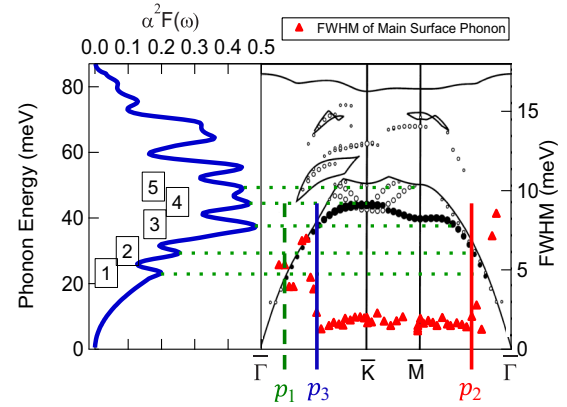 α²F(ω)
0.0 0.1 0.2 0.3 0.4 0.5
▲ FWHM of Main Surface Phonon
Phonon Energy (meV)
80
60
40
20
0
5
4
3
2
1
15
10
5
0
FWHM (meV)
Γ̅ K̅ M̅ Γ̅
p₁ p₃ p₂